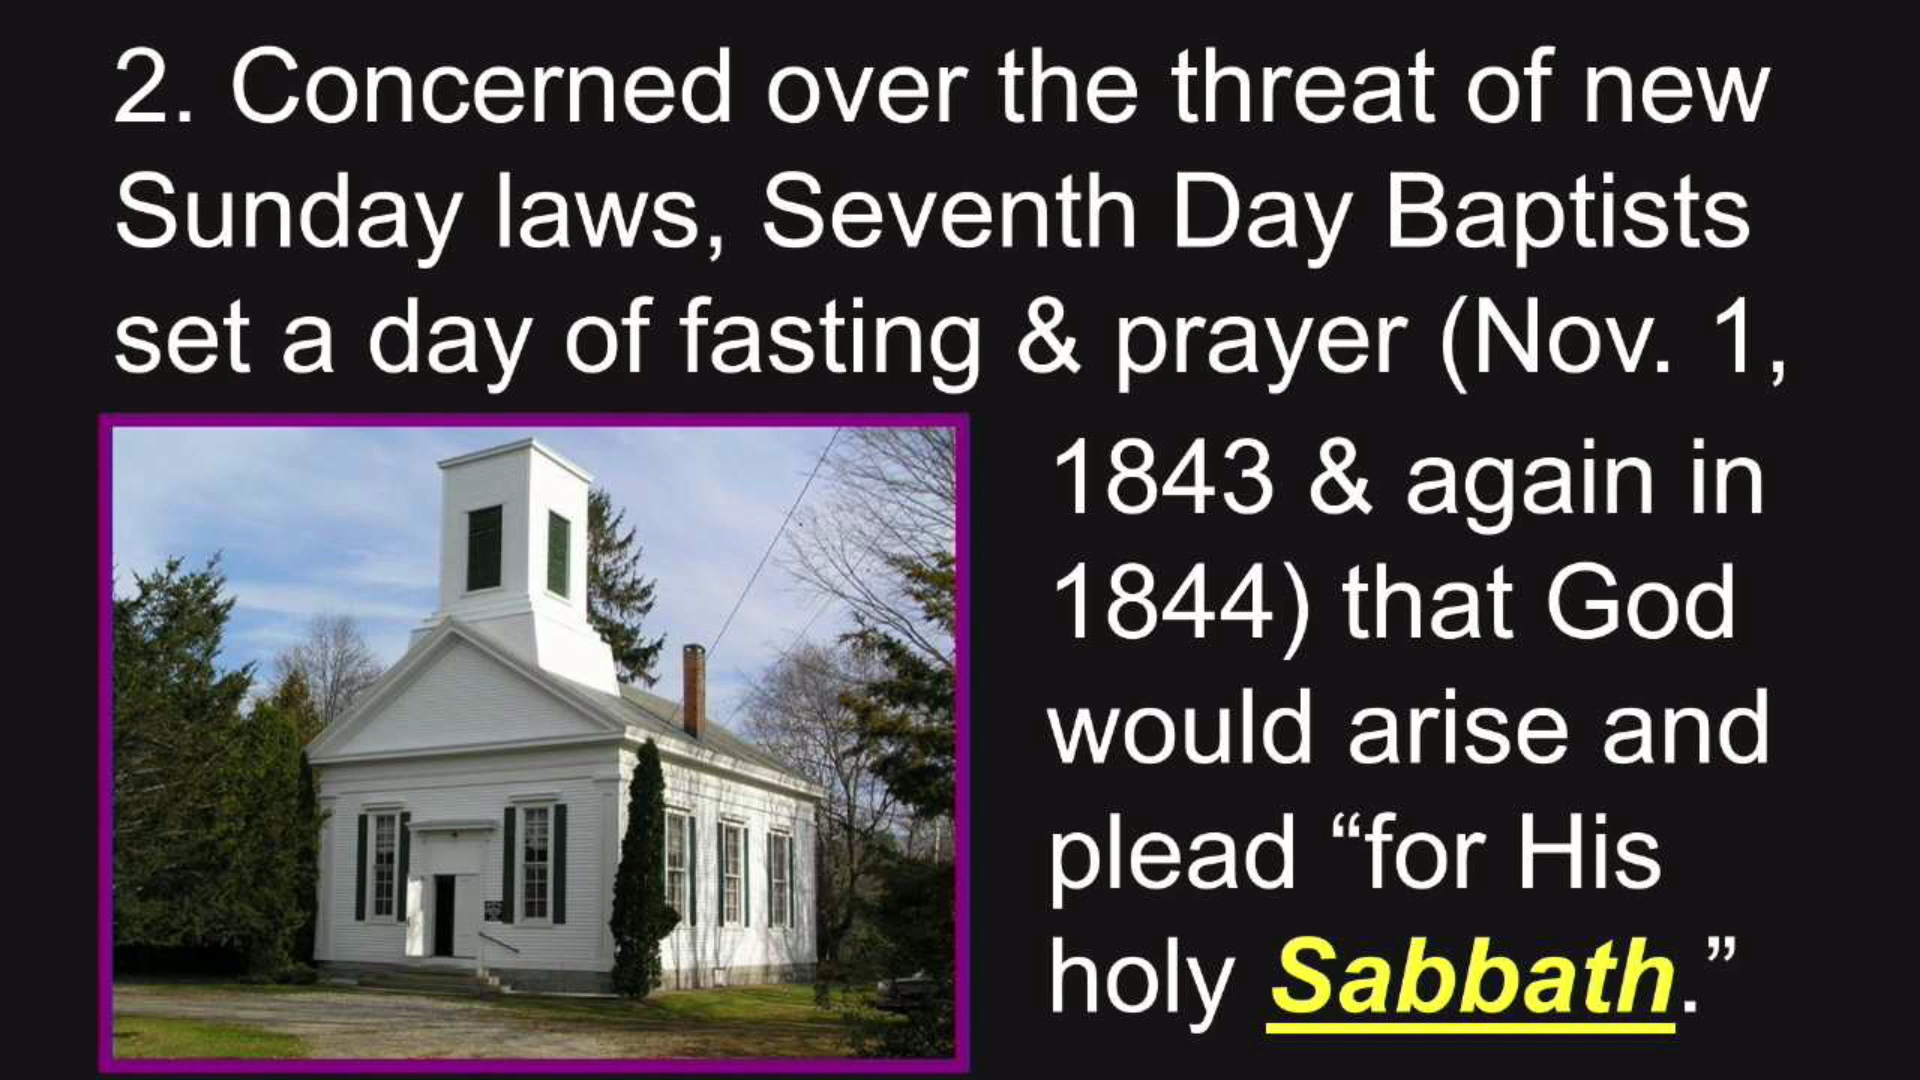 2. Concerned over the threat of new
Sunday laws, Seventh Day Baptists
set a day of fasting & prayer (Nov. 1,
1843 & again in
1844) that God
would arise and
plead “for His
holy Sabbath.”